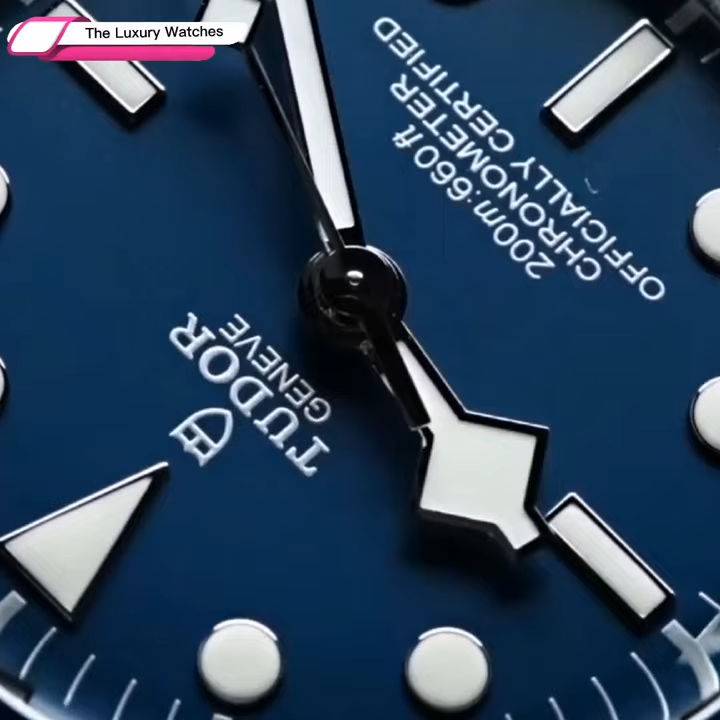 The Luxury Watches
TUDOR
GENEVE
200m:660ft
CHRONOMETER
OFFICIALLY CERTIFIED